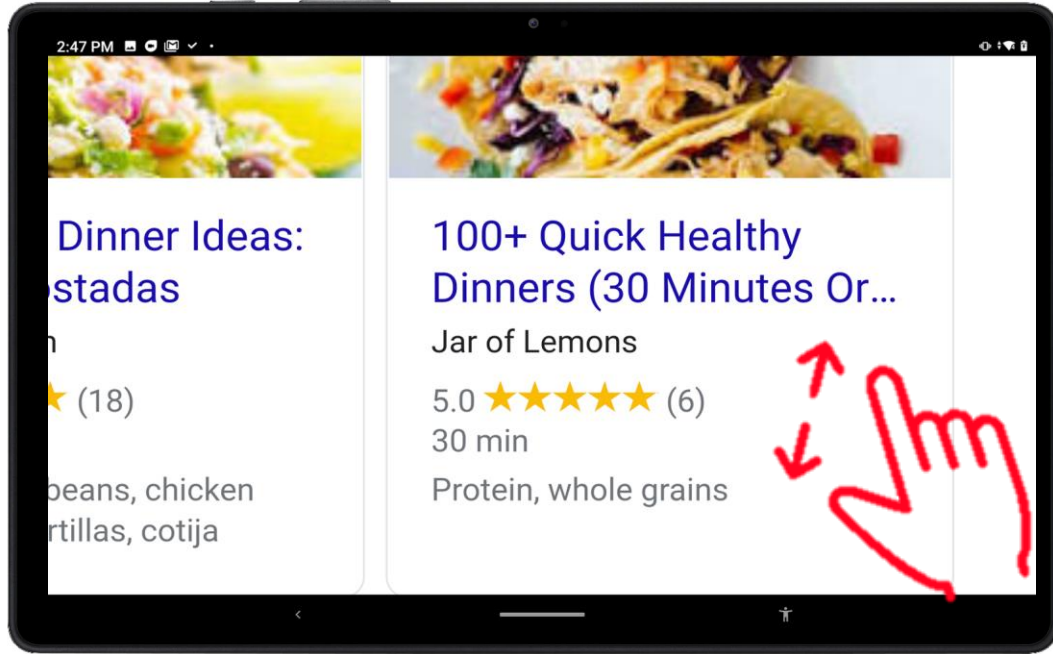 2:47 PM
Dinner Ideas:
ostadas
n
(18)
beans, chicken
rtillas, cotija
100+ Quick Healthy
Dinners (30 Minutes Or...
Jar of Lemons
5.0 ★★★★★ (6)
30 min
Protein, whole grains